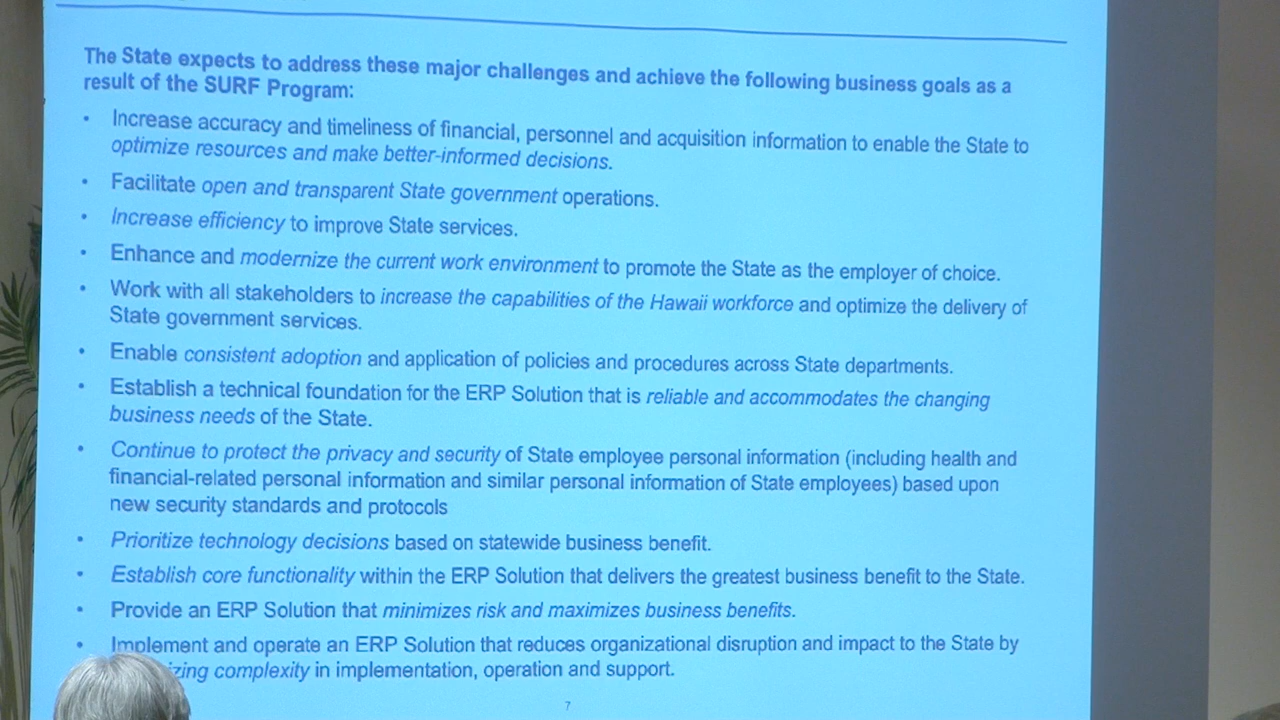 The State expects to address these major challenges and achieve the following business goals as a
result of the SURF Program:
• Increase accuracy and timeliness of financial, personnel and acquisition information to enable the State to
optimize resources and make better-informed decisions.
• Facilitate open and transparent State government operations.
• Increase efficiency to improve State services.
• Enhance and modernize the current work environment to promote the State as the employer of choice.
• Work with all stakeholders to increase the capabilities of the Hawaii workforce and optimize the delivery of
State government services.
• Enable consistent adoption and application of policies and procedures across State departments.
• Establish a technical foundation for the ERP Solution that is reliable and accommodates the changing
business needs of the State.
• Continue to protect the privacy and security of State employee personal information (including health and
financial-related personal information and similar personal information of State employees) based upon
new security standards and protocols
• Prioritize technology decisions based on statewide business benefit.
• Establish core functionality within the ERP Solution that delivers the greatest business benefit to the State.
• Provide an ERP Solution that minimizes risk and maximizes business benefits.
• Implement and operate an ERP Solution that reduces organizational disruption and impact to the State by
complexity in implementation, operation and support.
7